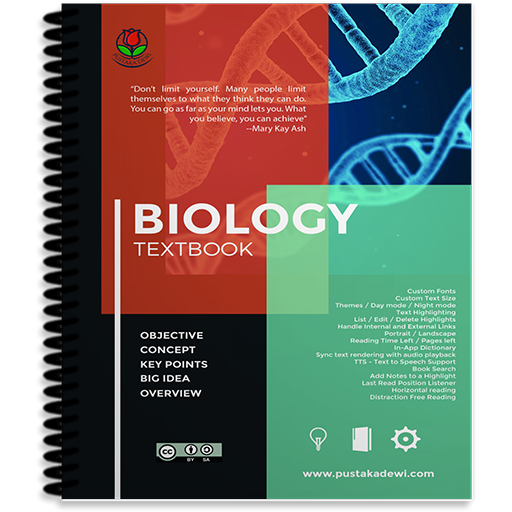 PUSTAKA DEWI
“Don't limit yourself. Many people limit
themselves to what they think they can do.
You can go as far as your mind lets you. What
you believe, you can achieve”
--Mary Kay Ash
BIOLOGY
TEXTBOOK
OBJECTIVE
CONCEPT
KEY POINTS
BIG IDEA
OVERVIEW
Custom Fonts
Custom Text Size
Themes / Day mode / Night mode
Text Highlighting
List / Edit / Delete Highlights
Handle Internal and External Links
Portrait / Landscape
Reading Time Left / Pages left
In-App Dictionary
Sync text rendering with audio playback
TTS - Text to Speech Support
Book Search
Add Notes to a Highlight
Last Read Position Listener
Horizontal reading
Distraction Free Reading
cc
BY SA
www.pustakadewi.com